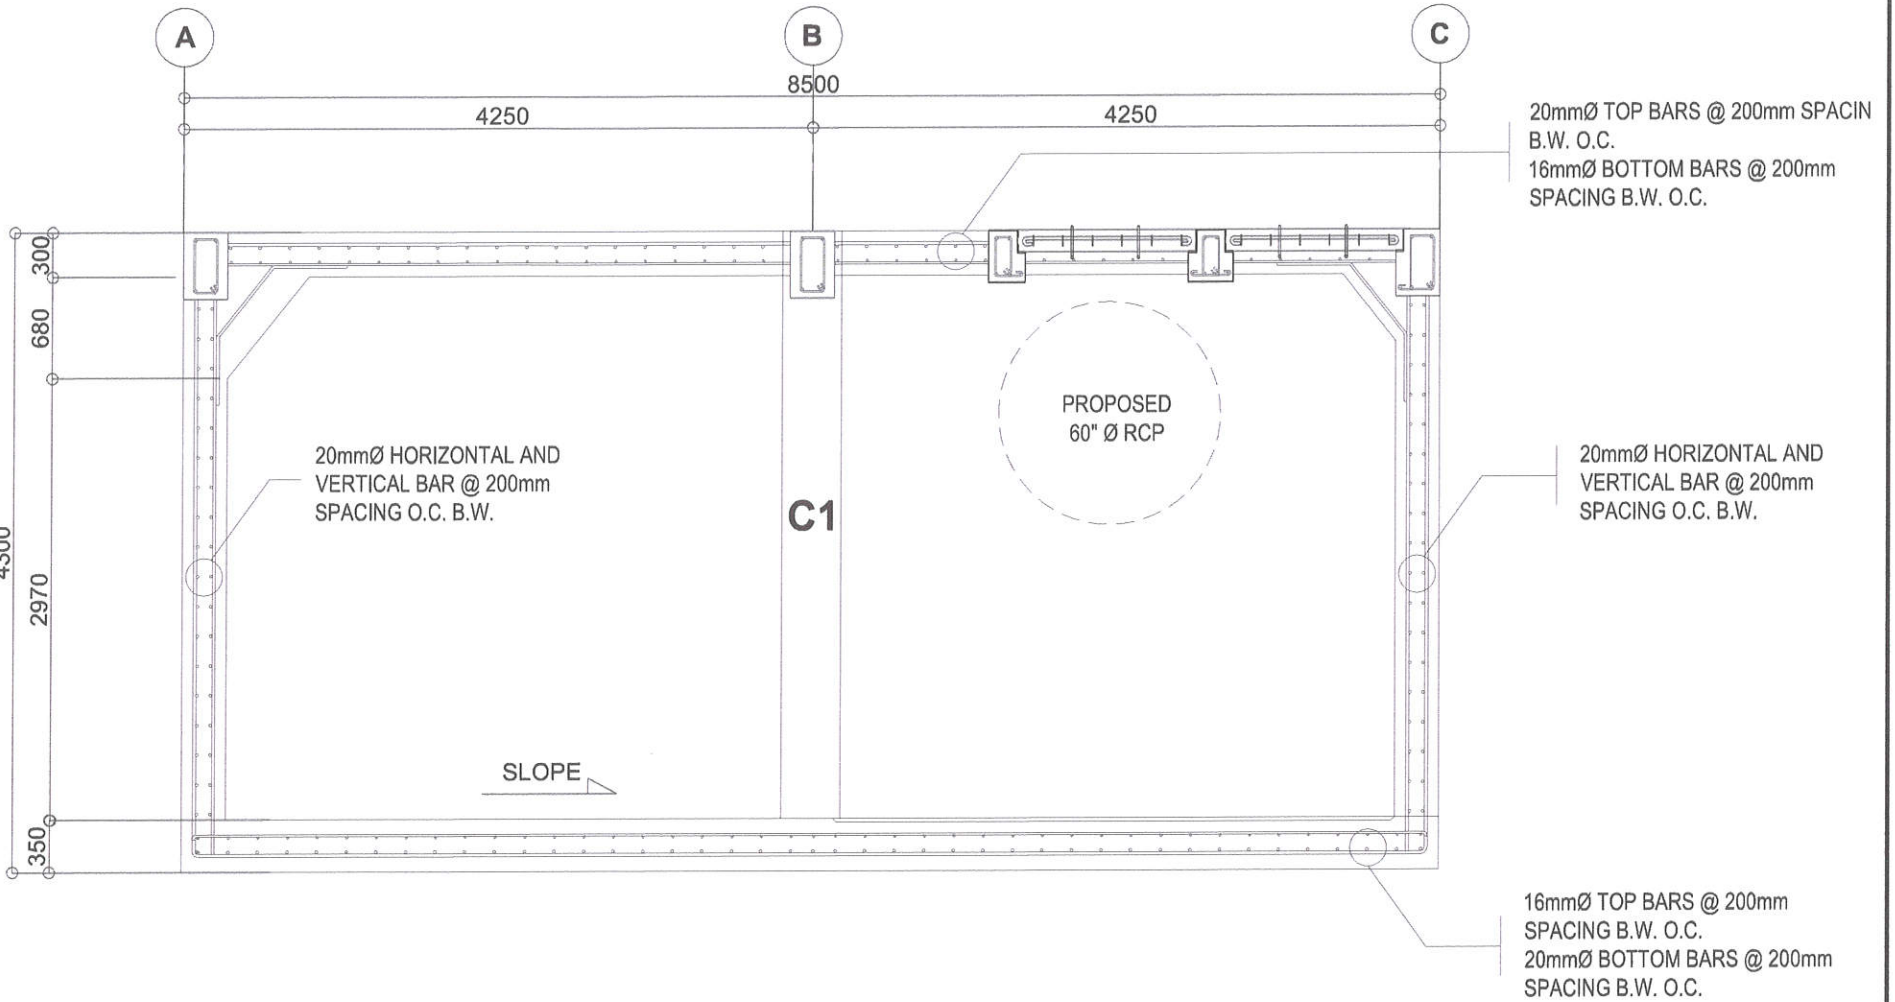 A
B
C
8500
4250
4250
20mmØ TOP BARS @ 200mm SPACIN
B.W. O.C.
16mmØ BOTTOM BARS @ 200mm
SPACING B.W. O.C.
300
680
2970
350
4300
PROPOSED
60" Ø RCP
20mmØ HORIZONTAL AND
VERTICAL BAR @ 200mm
SPACING O.C. B.W.
C1
20mmØ HORIZONTAL AND
VERTICAL BAR @ 200mm
SPACING O.C. B.W.
SLOPE
16mmØ TOP BARS @ 200mm
SPACING B.W. O.C.
20mmØ BOTTOM BARS @ 200mm
SPACING B.W. O.C.